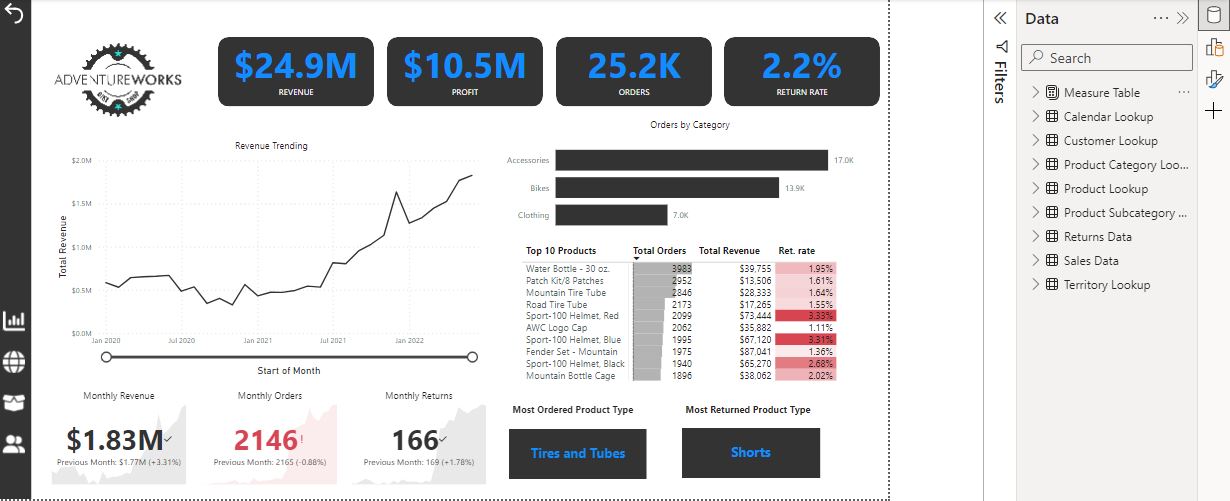 ADVENTUREWORKS
BIKE SHOP
$24.9M
REVENUE
$10.5M
PROFIT
25.2K
ORDERS
2.2%
RETURN RATE
Revenue Trending
Total Revenue
$2.0M
$1.5M
$1.0M
$0.5M
$0.0M
Jan 2020 Jul 2020 Jan 2021 Jul 2021 Jan 2022
Start of Month
Orders by Category
Accessories 17.0K
Bikes 13.9K
Clothing 7.0K
Top 10 Products Total Orders Total Revenue Ret. rate
Water Bottle - 30 oz. 3983 $39,755 1.95%
Patch Kit/8 Patches 2952 $13,506 1.61%
Mountain Tire Tube 2846 $28,333 1.64%
Road Tire Tube 2173 $17,265 1.55%
Sport-100 Helmet, Red 2099 $73,444 3.33%
AWC Logo Cap 2062 $35,882 1.11%
Sport-100 Helmet, Blue 1995 $67,120 3.31%
Fender Set - Mountain 1975 $87,041 1.36%
Sport-100 Helmet, Black 1940 $65,270 2.68%
Mountain Bottle Cage 1896 $38,062 2.02%
Monthly Revenue
$1.83M
Previous Month: $1.77M (+3.31%)
Monthly Orders
2146!
Previous Month: 2165 (-0.88%)
Monthly Returns
166
Previous Month: 169 (+1.78%)
Most Ordered Product Type
Tires and Tubes
Most Returned Product Type
Shorts
Filters
Data
Search
Measure Table
Calendar Lookup
Customer Lookup
Product Category Loo...
Product Lookup
Product Subcategory ...
Returns Data
Sales Data
Territory Lookup